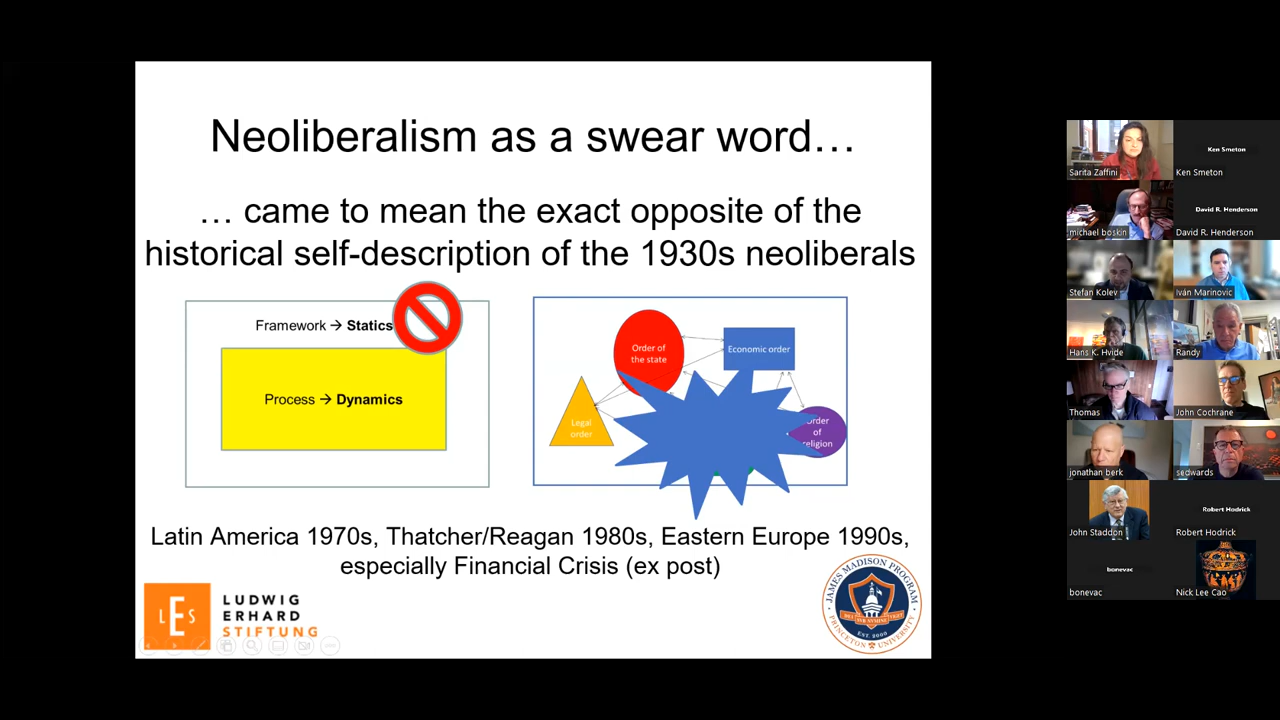 Neoliberalism as a swear word…
… came to mean the exact opposite of the
historical self-description of the 1930s neoliberals
Framework → Statics
Process → Dynamics
Order of
the state
Economic order
Legal
order
Order
of
religion
Latin America 1970s, Thatcher/Reagan 1980s, Eastern Europe 1990s,
especially Financial Crisis (ex post)
LES
LUDWIG
ERHARD
STIFTUNG
JAMES MADISON PROGRAM
EST. 2000
PRINCETON UNIVERSITY
Sarita Zaffini
Ken Smeton
Ken Smeton
michael boskin
David R. Henderson
David R. Henderson
Stefan Kolev
Iván Marinovic
Hans K. Hvide
Randy
Thomas
John Cochrane
jonathan berk
sedwards
John Staddon
Robert Hodrick
Robert Hodrick
bonevac
bonevac
Nick Lee Cao